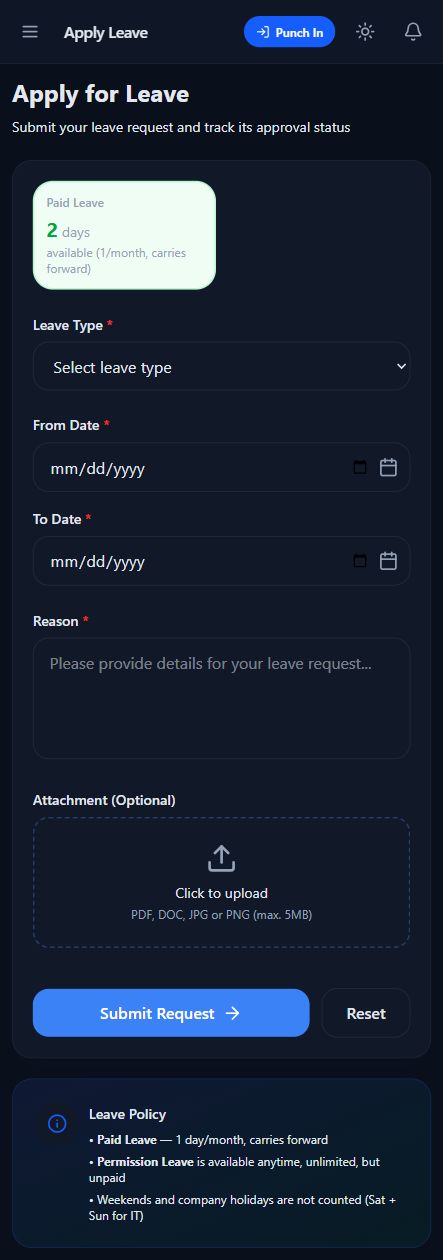 Apply Leave
Punch In
Apply for Leave
Submit your leave request and track its approval status
Paid Leave
2 days
available (1/month, carries
forward)
Leave Type *
Select leave type
From Date *
mm/dd/yyyy
To Date *
mm/dd/yyyy
Reason *
Please provide details for your leave request...
Attachment (Optional)
Click to upload
PDF, DOC, JPG or PNG (max. 5MB)
Submit Request →
Reset
Leave Policy
• Paid Leave — 1 day/month, carries forward
• Permission Leave is available anytime, unlimited, but
unpaid
• Weekends and company holidays are not counted (Sat +
Sun for IT)